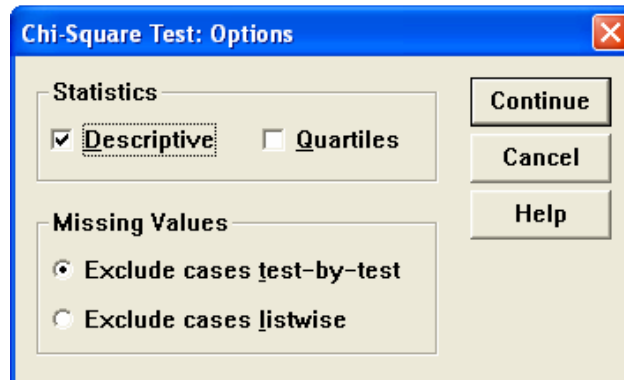 Chi-Square Test: Options
Statistics
Descriptive
Quartiles
Missing Values
Exclude cases test-by-test
Exclude cases listwise
Continue
Cancel
Help